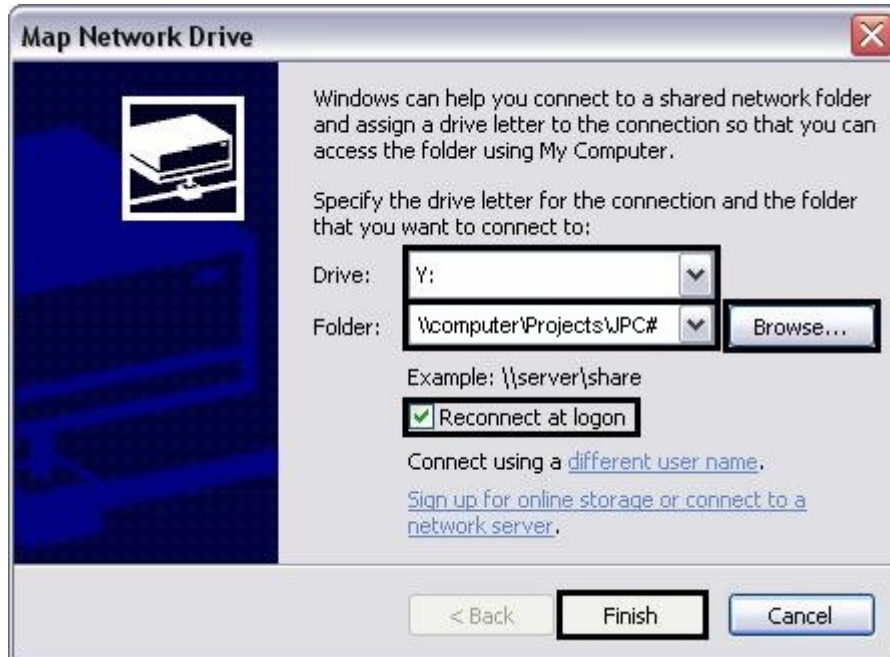 Map Network Drive
Windows can help you connect to a shared network folder
and assign a drive letter to the connection so that you can
access the folder using My Computer.
Specify the drive letter for the connection and the folder
that you want to connect to:
Drive: Y:
Folder: \\computer\Projects\JPC# Browse...
Example: \\server\share
Reconnect at logon
Connect using a different user name.
Sign up for online storage or connect to a
network server.
< Back Finish Cancel